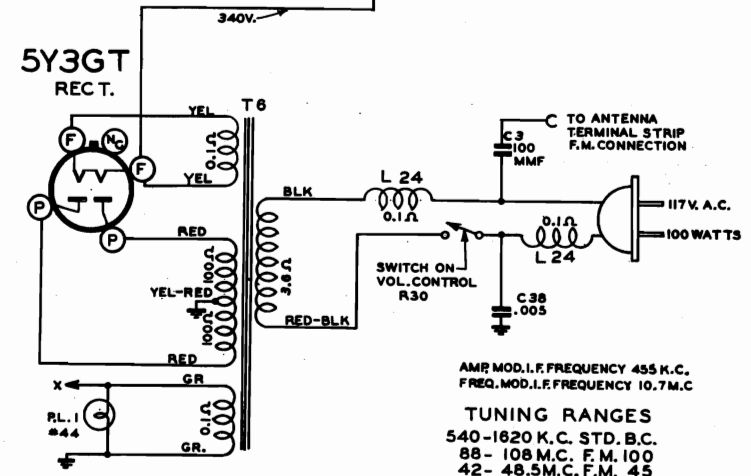 340V.
5Y3GT
RECT.
YEL
T6
F
NC
F
0.1Ω
YEL
P
P
C3
100
MMF
TO ANTENNA
TERMINAL STRIP
F.M. CONNECTION
BLK
L 24
0.1Ω
117V. A.C.
100 WATTS
0.1Ω
L 24
RED
100Ω
YEL-RED
100Ω
RED
3.6Ω
SWITCH ON
VOL. CONTROL
R30
RED-BLK
C38
.005
X
GR
P.L. 1
#44
0.1Ω
GR.
AMP. MOD. I.F. FREQUENCY 455 K.C.
FREQ. MOD. I.F. FREQUENCY 10.7 M.C
TUNING RANGES
540-1620 K.C. STD. B.C.
88- 108 M.C. F.M. 100
42- 48.5 M.C. F.M. 45